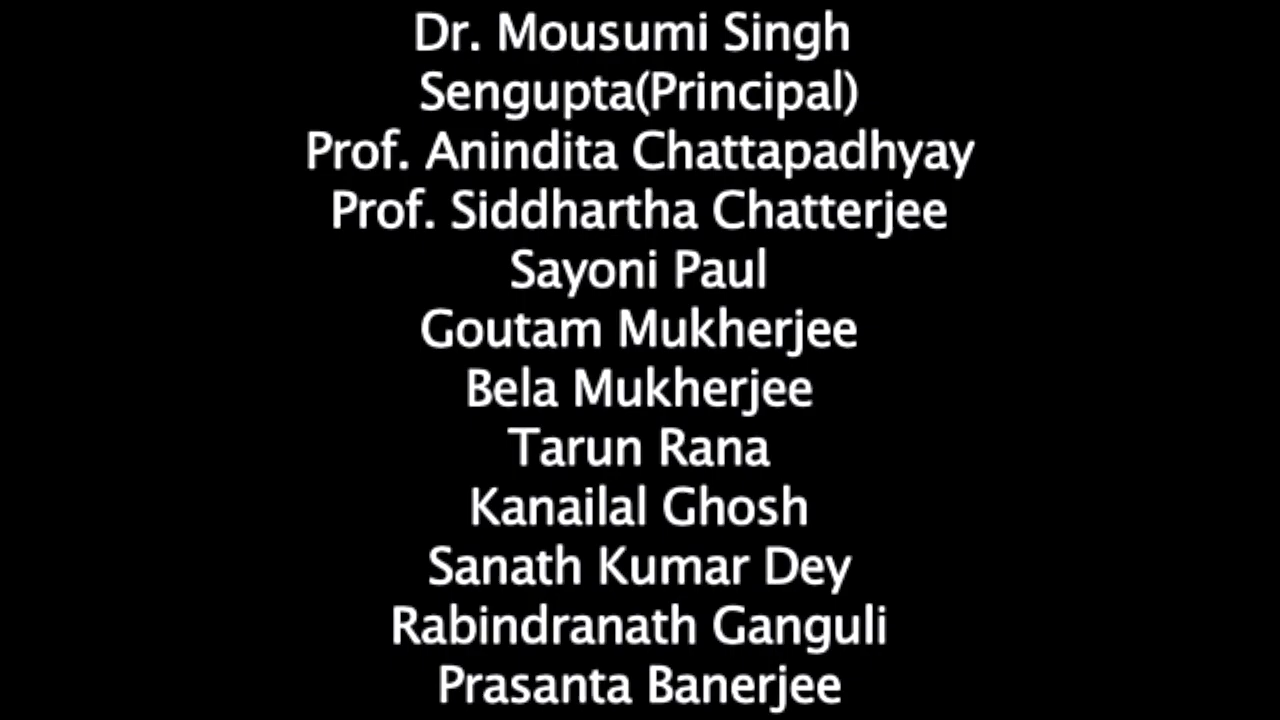 Dr. Mousumi Singh
Sengupta(Principal)
Prof. Anindita Chattapadhyay
Prof. Siddhartha Chatterjee
Sayoni Paul
Goutam Mukherjee
Bela Mukherjee
Tarun Rana
Kanailal Ghosh
Sanath Kumar Dey
Rabindranath Ganguli
Prasanta Banerjee